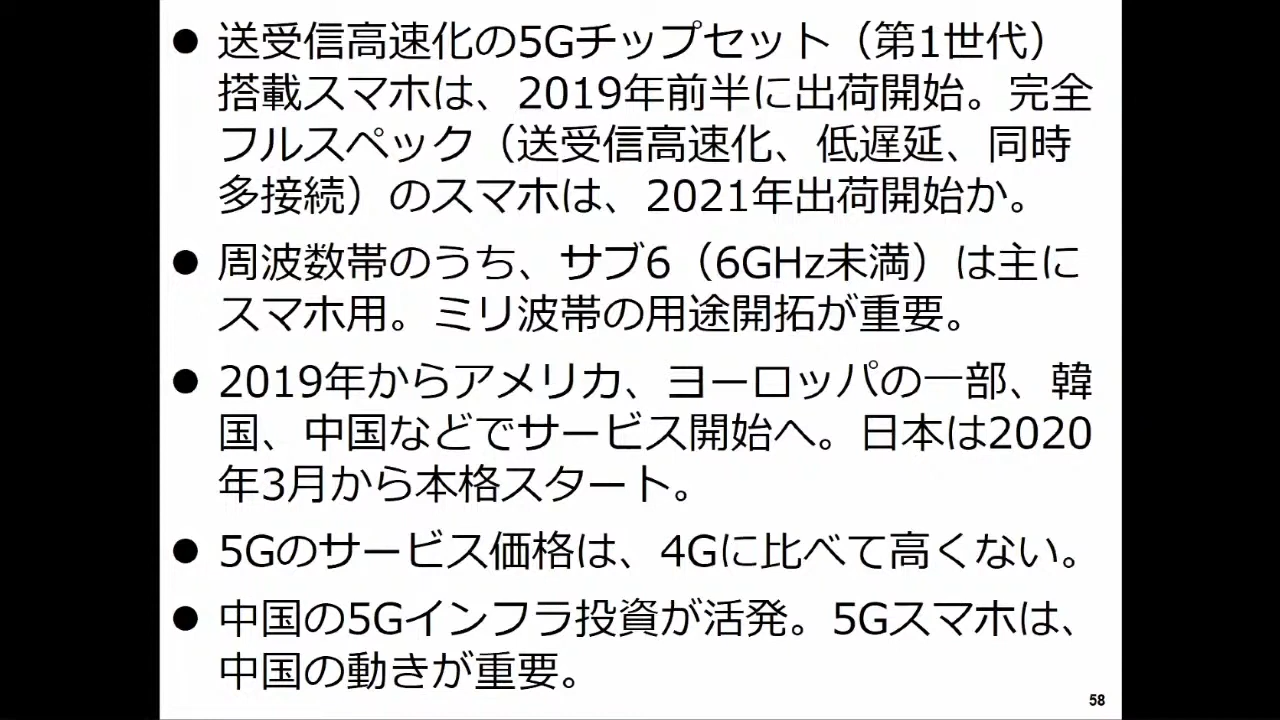 ● 送受信高速化の5Gチップセット（第1世代）
搭載スマホは、2019年前半に出荷開始。完全
フルスペック（送受信高速化、低遅延、同時
多接続）のスマホは、2021年出荷開始か。
● 周波数帯のうち、サブ6（6GHz未満）は主に
スマホ用。ミリ波帯の用途開拓が重要。
● 2019年からアメリカ、ヨーロッパの一部、韓
国、中国などでサービス開始へ。日本は2020
年3月から本格スタート。
● 5Gのサービス価格は、4Gに比べて高くない。
● 中国の5Gインフラ投資が活発。5Gスマホは、
中国の動きが重要。
58